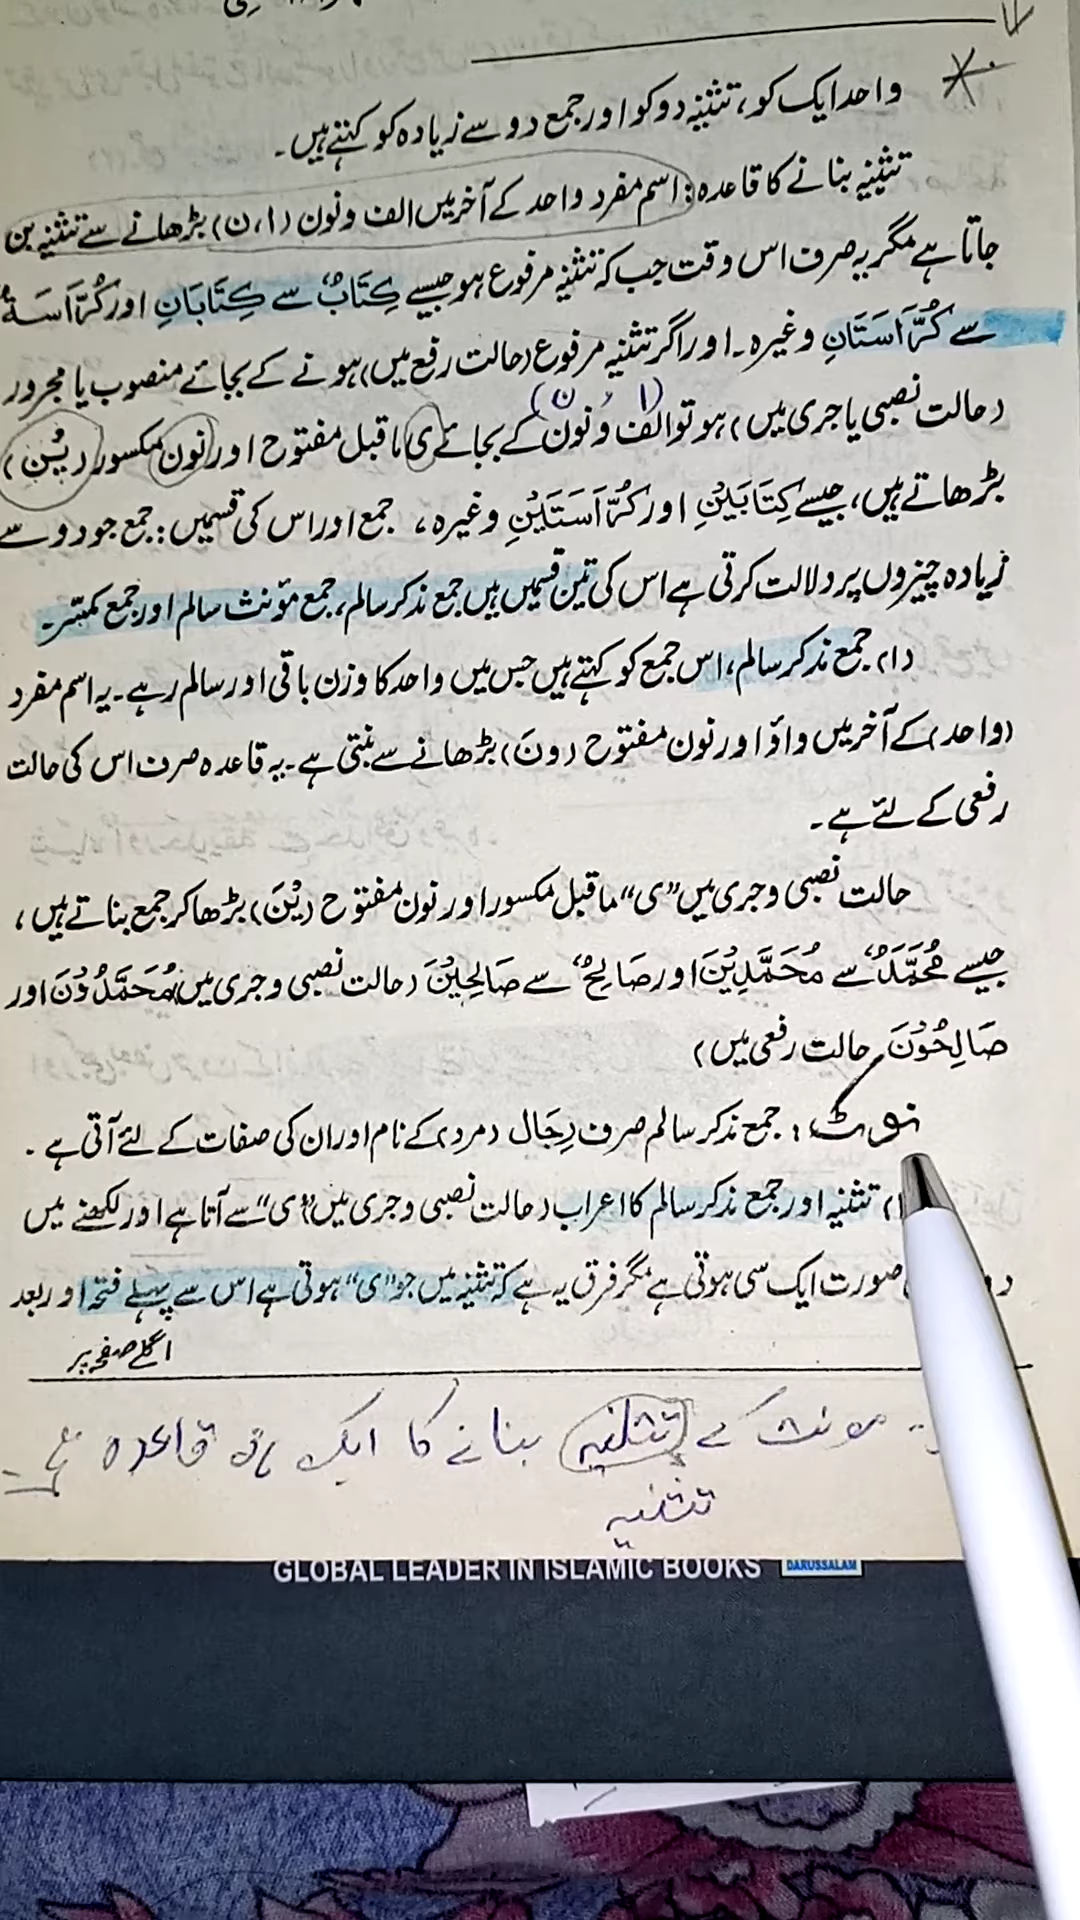 واحد ایک کو، تثنیہ دو کو اور جمع دو سے زیادہ کو کہتے ہیں۔
تثنیہ بنانے کا قاعدہ: اسم مفرد واحد کے آخر میں الف و نون (ا، ن) بڑھانے سے تثنیہ بن
جاتا ہے مگر یہ صرف اس وقت جب کہ تثنیہ مرفوع ہو جیسے كِتَابٌ سے كِتَابَانِ اور كُرَّاسَةٌ
سے كُرَّاسَتَانِ وغیرہ۔ اور اگر تثنیہ مرفوع (حالت رفع میں) ہونے کے بجائے منصوب یا مجرور
(ا و ن)
(حالت نصبی یا جری میں) ہو تو الف و نون کے بجائے ی ماقبل مفتوح اور نون مکسور (يْنِ)
بڑھاتے ہیں، جیسے كِتَابَيْنِ اور كُرَّاسَتَيْنِ وغیرہ، جمع اور اس کی قسمیں: جمع جو دو سے
زیادہ چیزوں پر دلالت کرتی ہے اس کی تین قسمیں ہیں جمع مذکر سالم، جمع مؤنث سالم اور جمع مکسّر۔
(۱) جمع مذکر سالم، اس جمع کو کہتے ہیں جس میں واحد کا وزن باقی اور سالم رہے۔ یہ اسم مفرد
(واحد) کے آخر میں واؤ اور نون مفتوح (ونَ) بڑھانے سے بنتی ہے۔ یہ قاعدہ صرف اس کی حالت
رفعی کے لئے ہے۔
حالت نصبی و جری میں "ی" ماقبل مکسور اور نون مفتوح (يْنَ) بڑھا کر جمع بناتے ہیں،
جیسے مُحَمَّدٌ سے مُحَمَّدِيْنَ اور صَالِحٌ سے صَالِحِيْنَ (حالت نصبی و جری میں) مُحَمَّدُوْنَ اور
صَالِحُوْنَ حالت رفعی میں)
نوٹ: جمع مذکر سالم صرف رِجَال (مرد) کے نام اور ان کی صفات کے لئے آتی ہے۔
۱) تثنیہ اور جمع مذکر سالم کا اعراب (حالت نصبی و جری میں) "ی" سے آتا ہے اور لکھنے میں
صورت ایک سی ہوتی ہے مگر فرق یہ ہے کہ تثنیہ میں جو "ی" ہوتی ہے اس سے پہلے فتحہ اور بعد
اگلے صفحہ پر
مونث کے تثلنیہ بنانے کا ایک ہی قاعدہ ہے۔
تثنیہ
GLOBAL LEADER IN ISLAMIC BOOKS DARUSSALAM